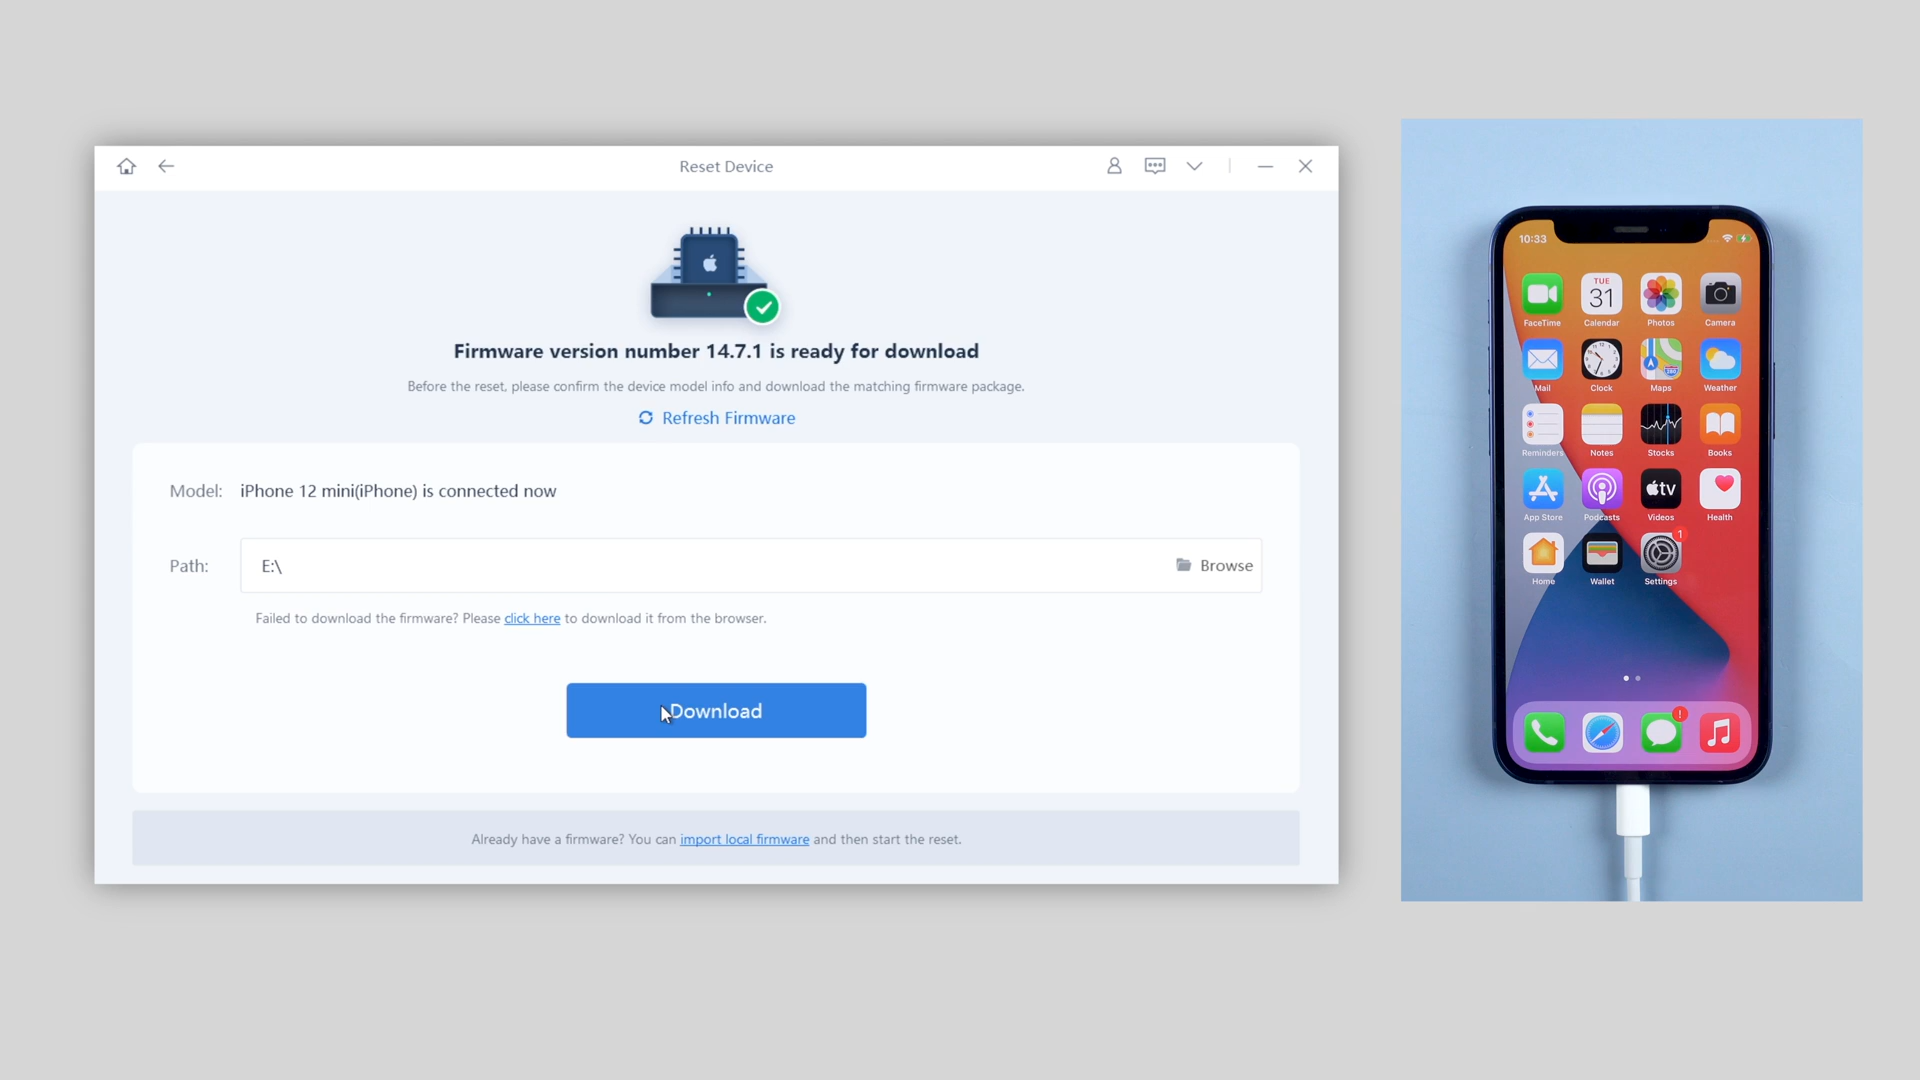 Reset Device
Firmware version number 14.7.1 is ready for download
Before the reset, please confirm the device model info and download the matching firmware package.
Refresh Firmware
Model: iPhone 12 mini(iPhone) is connected now
Path: E:\ Browse
Failed to download the firmware? Please click here to download it from the browser.
Download
Already have a firmware? You can import local firmware and then start the reset.
10:33
TUE
31
FaceTime Calendar Photos Camera
Mail Clock Maps Weather
Reminders Notes Stocks Books
tv
App Store Podcasts Videos Health
1
Home Wallet Settings
!